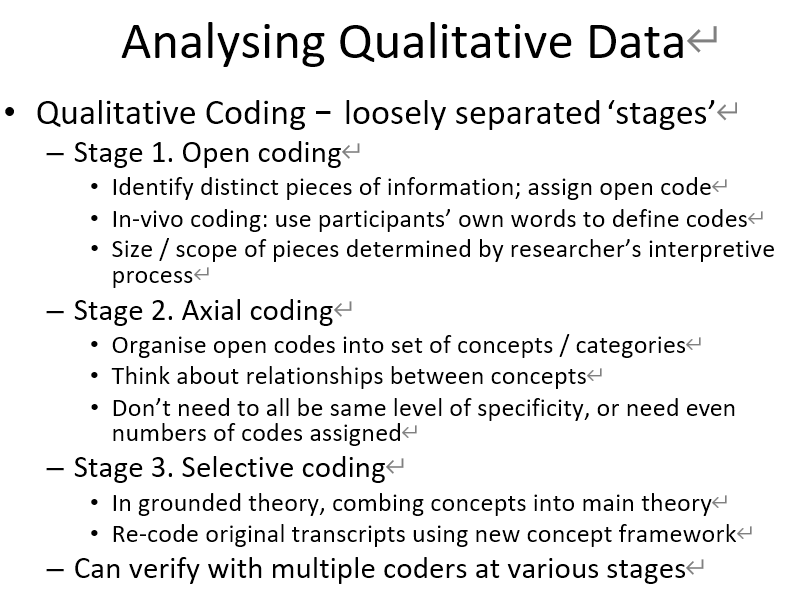 Analysing Qualitative Data↵
• Qualitative Coding – loosely separated ‘stages’↵
– Stage 1. Open coding↵
• Identify distinct pieces of information; assign open code↵
• In-vivo coding: use participants’ own words to define codes↵
• Size / scope of pieces determined by researcher’s interpretive
process↵
– Stage 2. Axial coding↵
• Organise open codes into set of concepts / categories↵
• Think about relationships between concepts↵
• Don’t need to all be same level of specificity, or need even
numbers of codes assigned↵
– Stage 3. Selective coding↵
• In grounded theory, combing concepts into main theory↵
• Re-code original transcripts using new concept framework↵
– Can verify with multiple coders at various stages↵